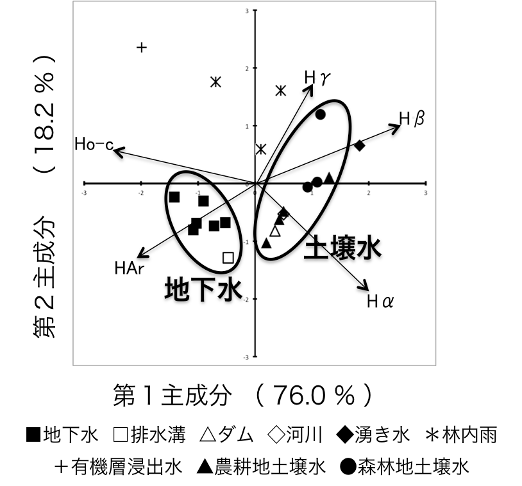 3
Hγ
2
Hβ
1
Ho-c
-3
-2
-1
0
1
2
3
-1
土壌水
HAr
地下水
Hα
-2
-3
第２主成分 （ 18.2 % ）
第１主成分 （ 76.0 % ）
■地下水 □排水溝 △ダム ◇河川 ◆湧き水 ＊林内雨
＋有機層浸出水 ▲農耕地土壌水 ●森林地土壌水